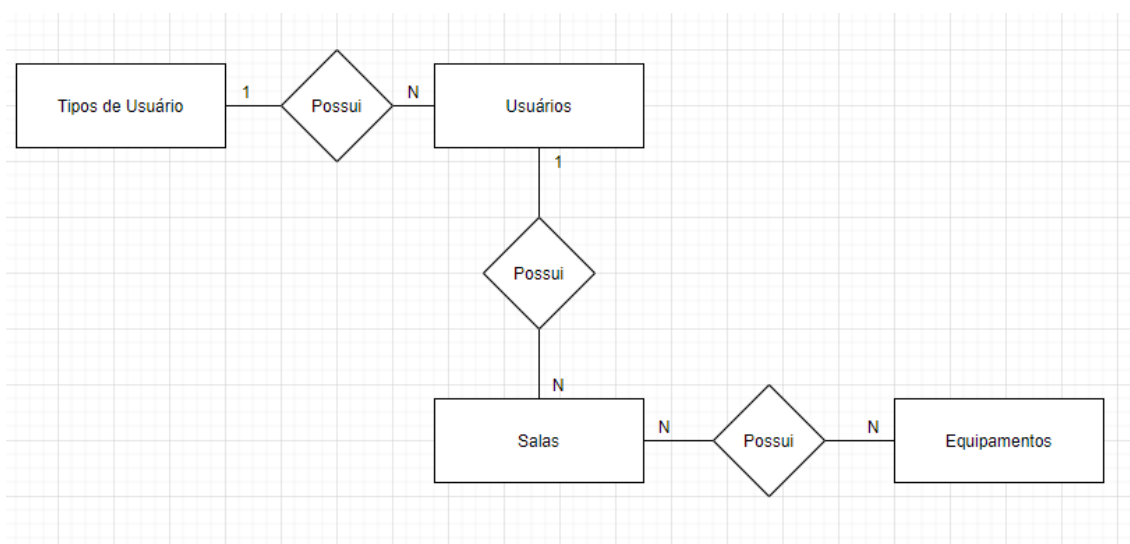 Tipos de Usuário
1
Possui
N
Usuários
1
Possui
N
Salas
N
Possui
N
Equipamentos